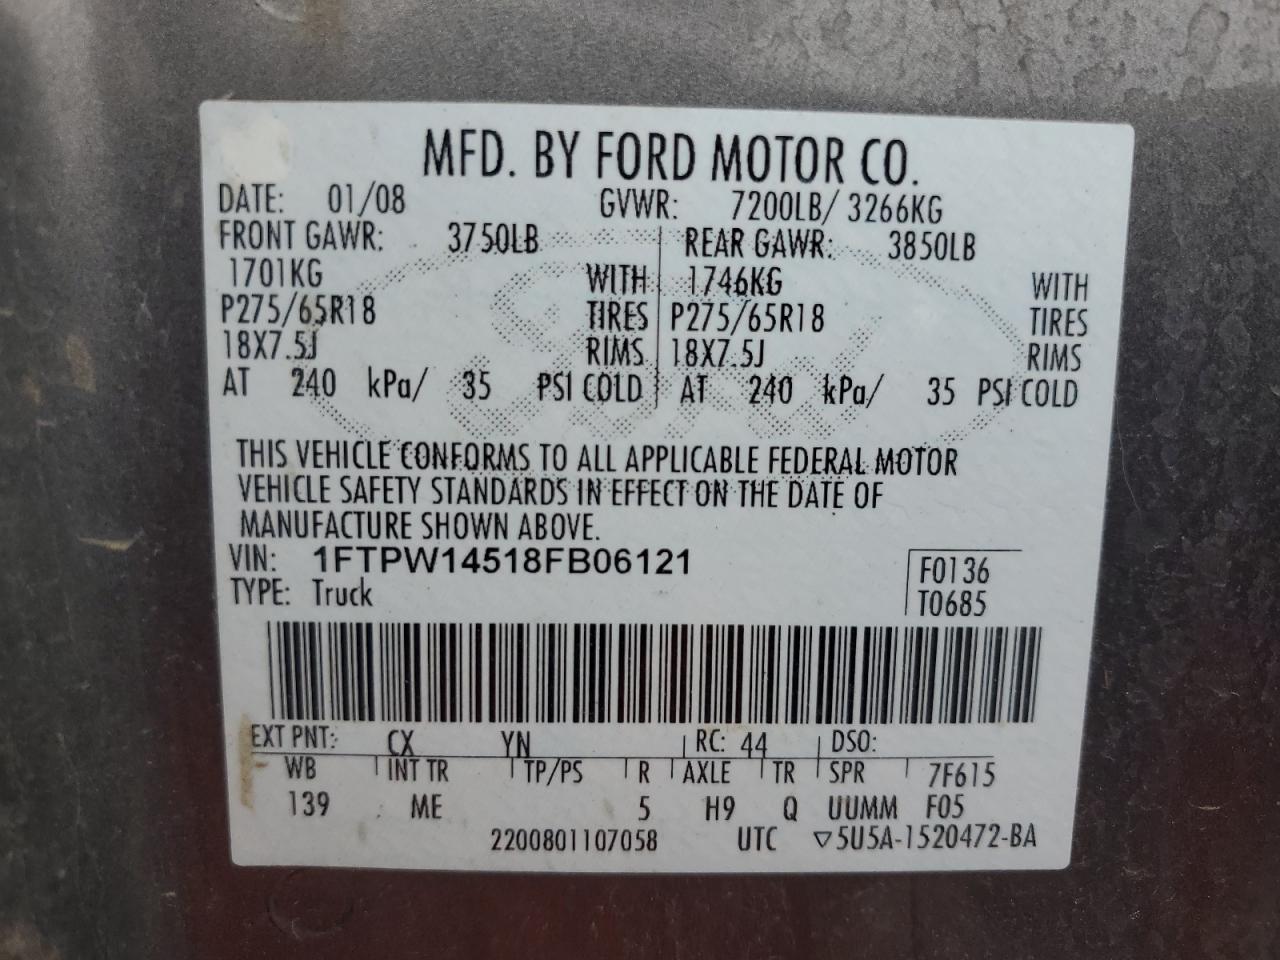 MFD. BY FORD MOTOR CO.
DATE: 01/08 GVWR: 7200LB/ 3266KG
FRONT GAWR: 3750LB REAR GAWR: 3850LB
1701KG WITH 1746KG WITH
P275/65R18 TIRES P275/65R18 TIRES
18X7.5J RIMS 18X7.5J RIMS
AT 240 kPa/ 35 PSI COLD AT 240 kPa/ 35 PSI COLD
THIS VEHICLE CONFORMS TO ALL APPLICABLE FEDERAL MOTOR
VEHICLE SAFETY STANDARDS IN EFFECT ON THE DATE OF
MANUFACTURE SHOWN ABOVE.
VIN: 1FTPW14518FB06121
TYPE: Truck
F0136
T0685
EXT PNT: CX YN RC: 44 DSO:
WB INT TR TP/PS R AXLE TR SPR 7F615
139 ME 5 H9 Q UUMM F05
2200801107058 UTC ▽5U5A-1520472-BA